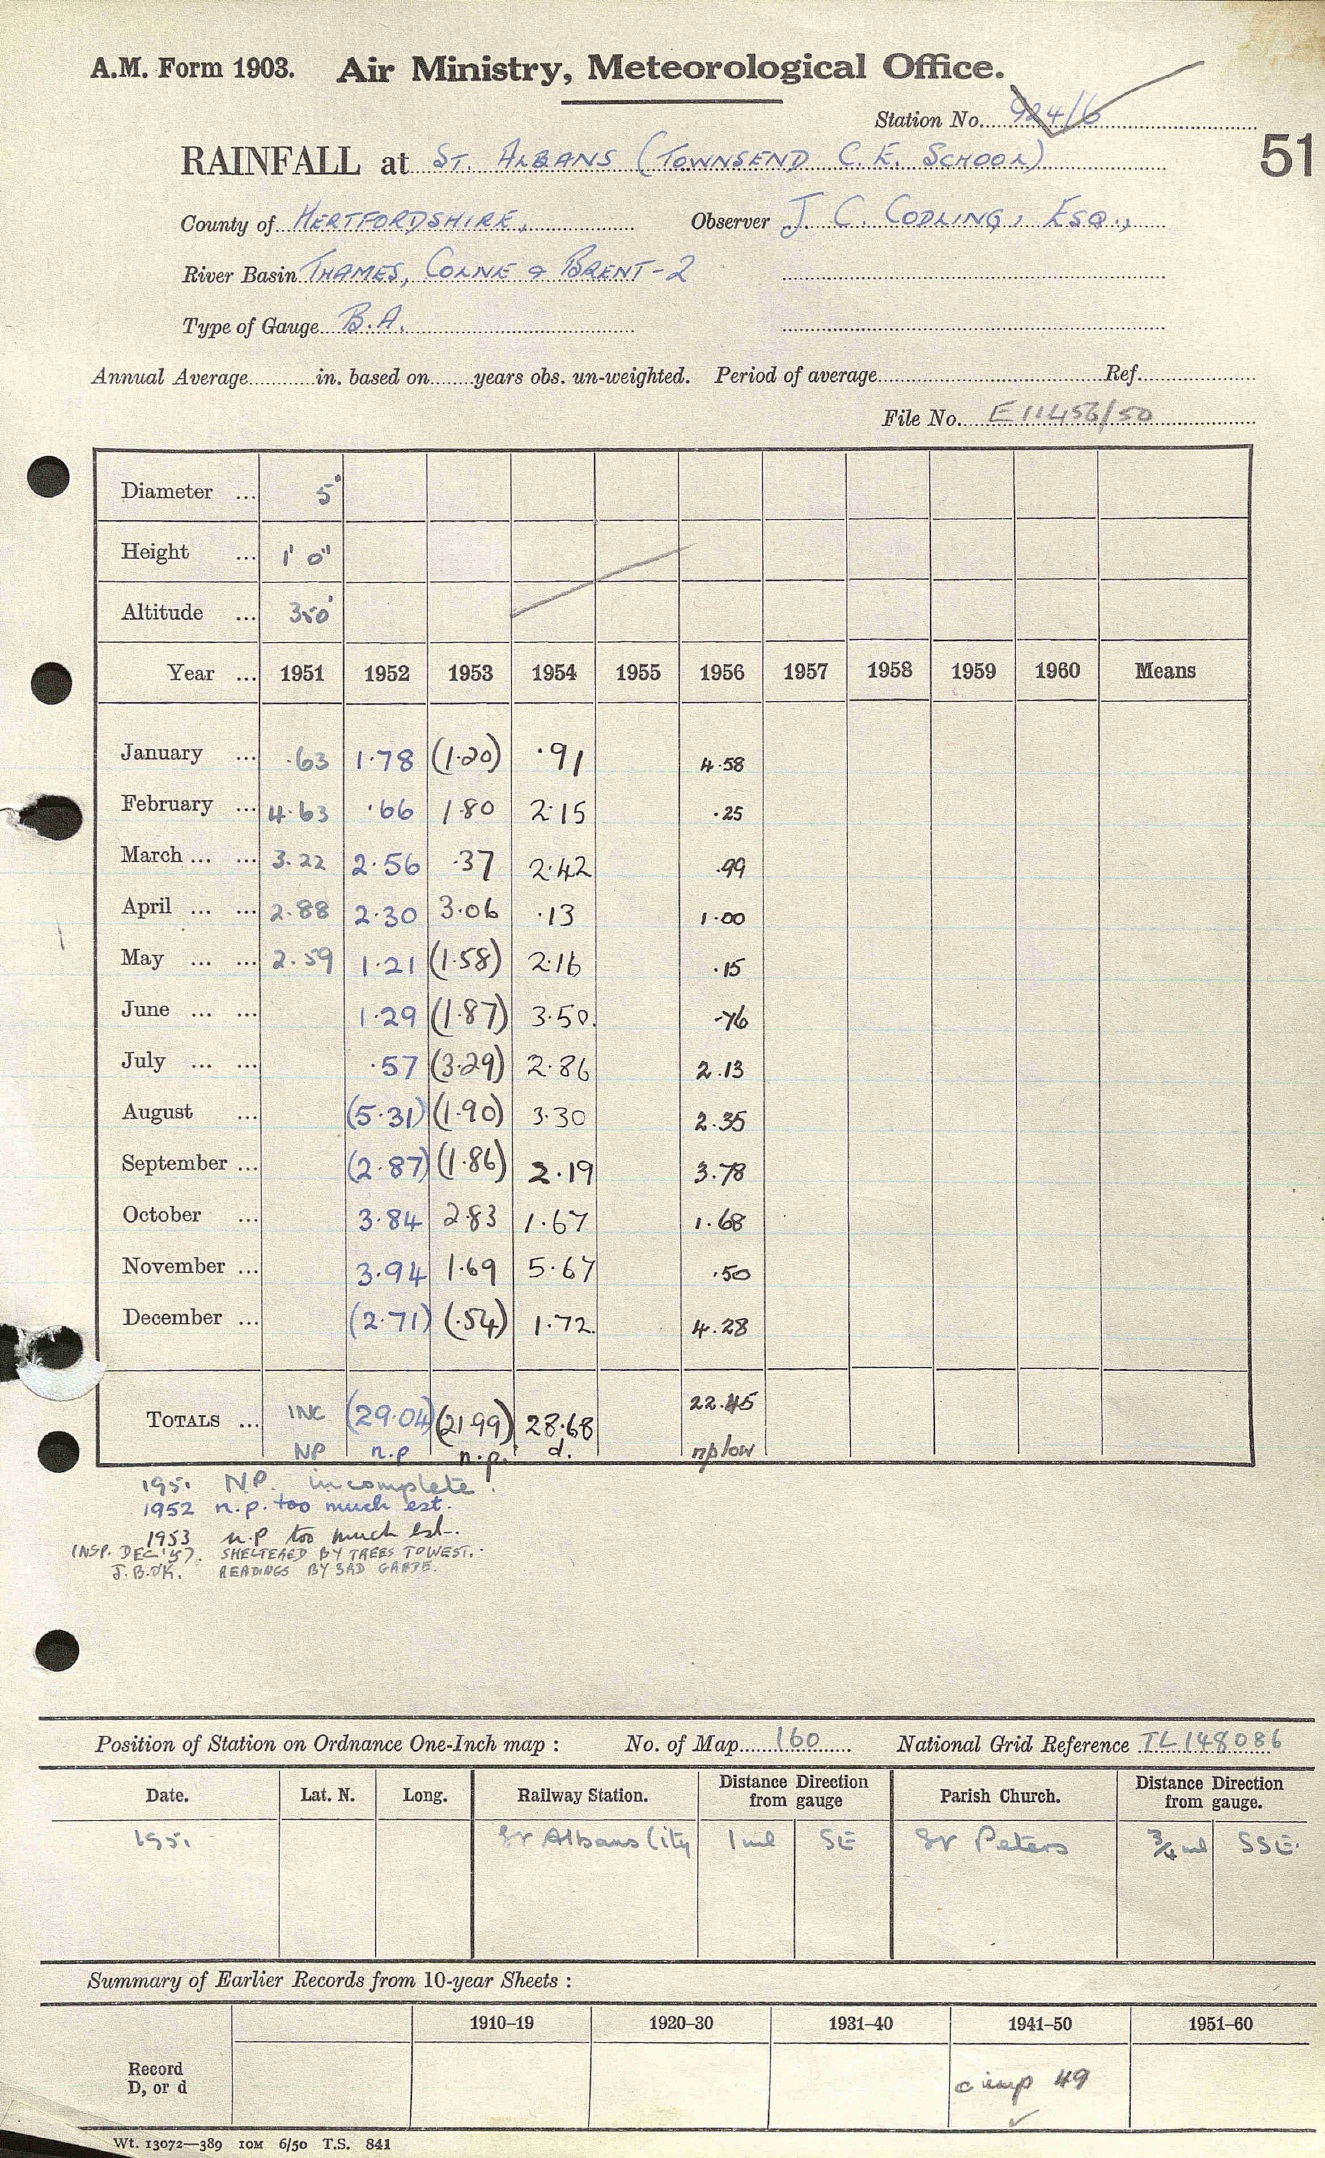 A.M. Form 1903. Air Ministry, Meteorological Office.
Station No. 924/6
51
RAINFALL at ST. ALBANS (TOWNSEND C.E. SCHOOL)
County of HERTFORDSHIRE, Observer J. C. CODLING, ESQ.,
River Basin THAMES, COLNE & BRENT-2
Type of Gauge B.A.
Annual Average in. based on years obs. un-weighted. Period of average Ref.
File No. E11456/50
Diameter ... 5"
Height ... 1' 0"
Altitude ... 350'
Year ... 1951 1952 1953 1954 1955 1956 1957 1958 1959 1960 Means
January ... .63 1.78 (1.20) .91 4.58
February ... 4.63 .66 1.80 2.15 .25
March ... ... 3.22 2.56 .37 2.42 .99
April ... ... 2.88 2.30 3.06 .13 1.00
May ... ... 2.59 1.21 (1.58) 2.16 .15
June ... ... 1.29 (1.87) 3.50 .76
July ... ... .57 (3.29) 2.86 2.13
August ... (5.31) (1.90) 3.30 2.35
September ... (2.87) (1.86) 2.19 3.78
October ... 3.84 2.83 1.67 1.68
November ... 3.94 1.69 5.67 .50
December ... (2.71) (.54) 1.72 4.28
TOTALS ... INC (29.04) (21.99) 28.68 22.45
NP n.p n.p. d. np low
1951 N.P. incomplete.
1952 n.p. too much est.
1953 n.p too much est.
INSP. DEC '57. SHELTERED BY TREES TO WEST.
J.B. READINGS BY 3RD GRADE.
Position of Station on Ordnance One-Inch map : No. of Map 160 National Grid Reference TL148086
Date. Lat. N. Long. Railway Station. Distance Direction from gauge Parish Church. Distance Direction from gauge.
1951 St Albans City 1 ml SE St Peters 3/4 ml SSE.
Summary of Earlier Records from 10-year Sheets :
1910–19 1920–30 1931–40 1941–50 1951–60
Record
D, or d
c imp 49
Wt. 13072—389 10M 6/50 T.S. 841